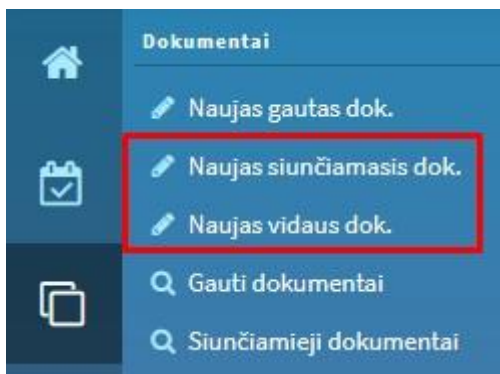 Dokumentai
Naujas gautas dok.
Naujas siunčiamasis dok.
Naujas vidaus dok.
Gauti dokumentai
Siunčiamieji dokumentai